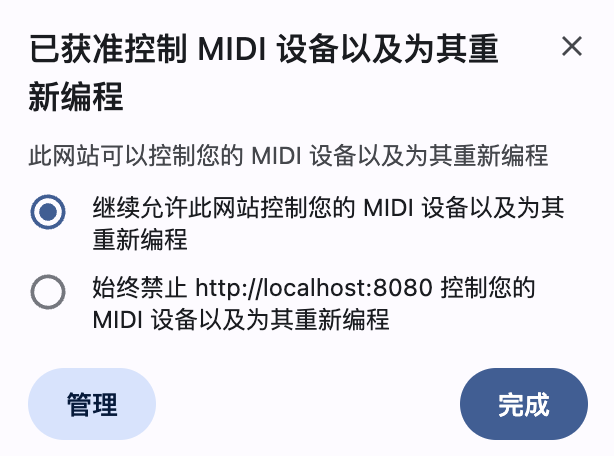 已获准控制 MIDI 设备以及为其重
新编程
此网站可以控制您的 MIDI 设备以及为其重新编程
继续允许此网站控制您的 MIDI 设备以及为其
重新编程
始终禁止 http://localhost:8080 控制您的
MIDI 设备以及为其重新编程
管理
完成